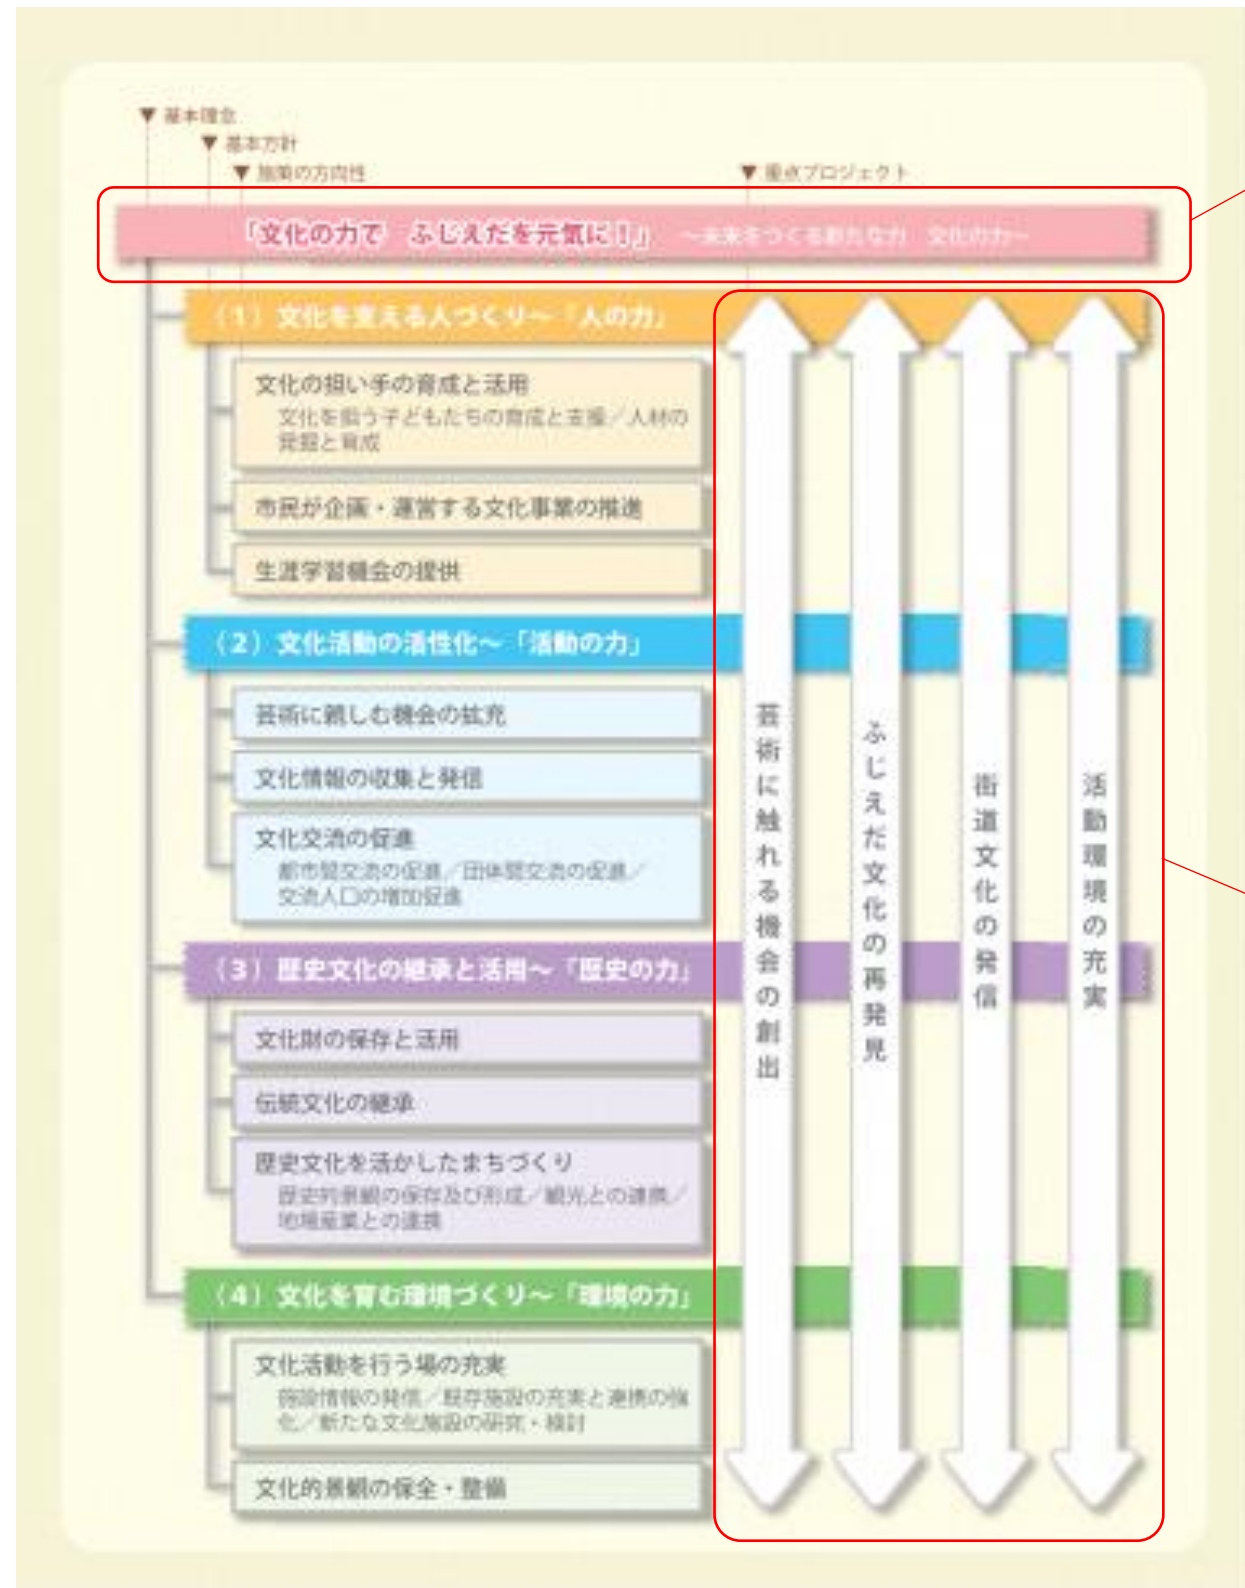 ▼ 基本理念
▼ 基本方針
▼ 施策の方向性
▼ 重点プロジェクト
「文化の力で ふじえだを元気に！」 ～未来をつくる新たな力 文化の力～
（1）文化を支える人づくり～「人の力」
文化の担い手の育成と活用
文化を担う子どもたちの育成と支援／人材の
発掘と育成
市民が企画・運営する文化事業の推進
生涯学習機会の提供
（2）文化活動の活性化～「活動の力」
芸術に親しむ機会の拡充
文化情報の収集と発信
文化交流の促進
都市間交流の促進／団体間交流の促進／
交流人口の増加促進
（3）歴史文化の継承と活用～「歴史の力」
文化財の保存と活用
伝統文化の継承
歴史文化を活かしたまちづくり
歴史的景観の保存及び形成／観光との連携／
地場産業との連携
（4）文化を育む環境づくり～「環境の力」
文化活動を行う場の充実
施設情報の発信／既存施設の充実と連携の強
化／新たな文化施設の研究・検討
文化的景観の保全・整備
芸術に触れる機会の創出
ふじえだ文化の再発見
街道文化の発信
活動環境の充実